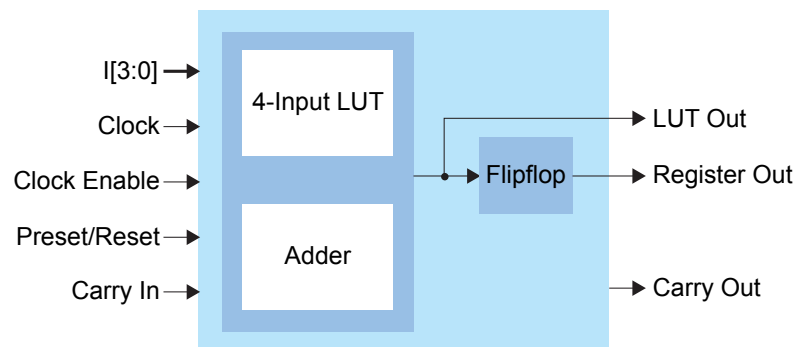 I[3:0]
Clock
Clock Enable
Preset/Reset
Carry In
4-Input LUT
Adder
Flipflop
LUT Out
Register Out
Carry Out